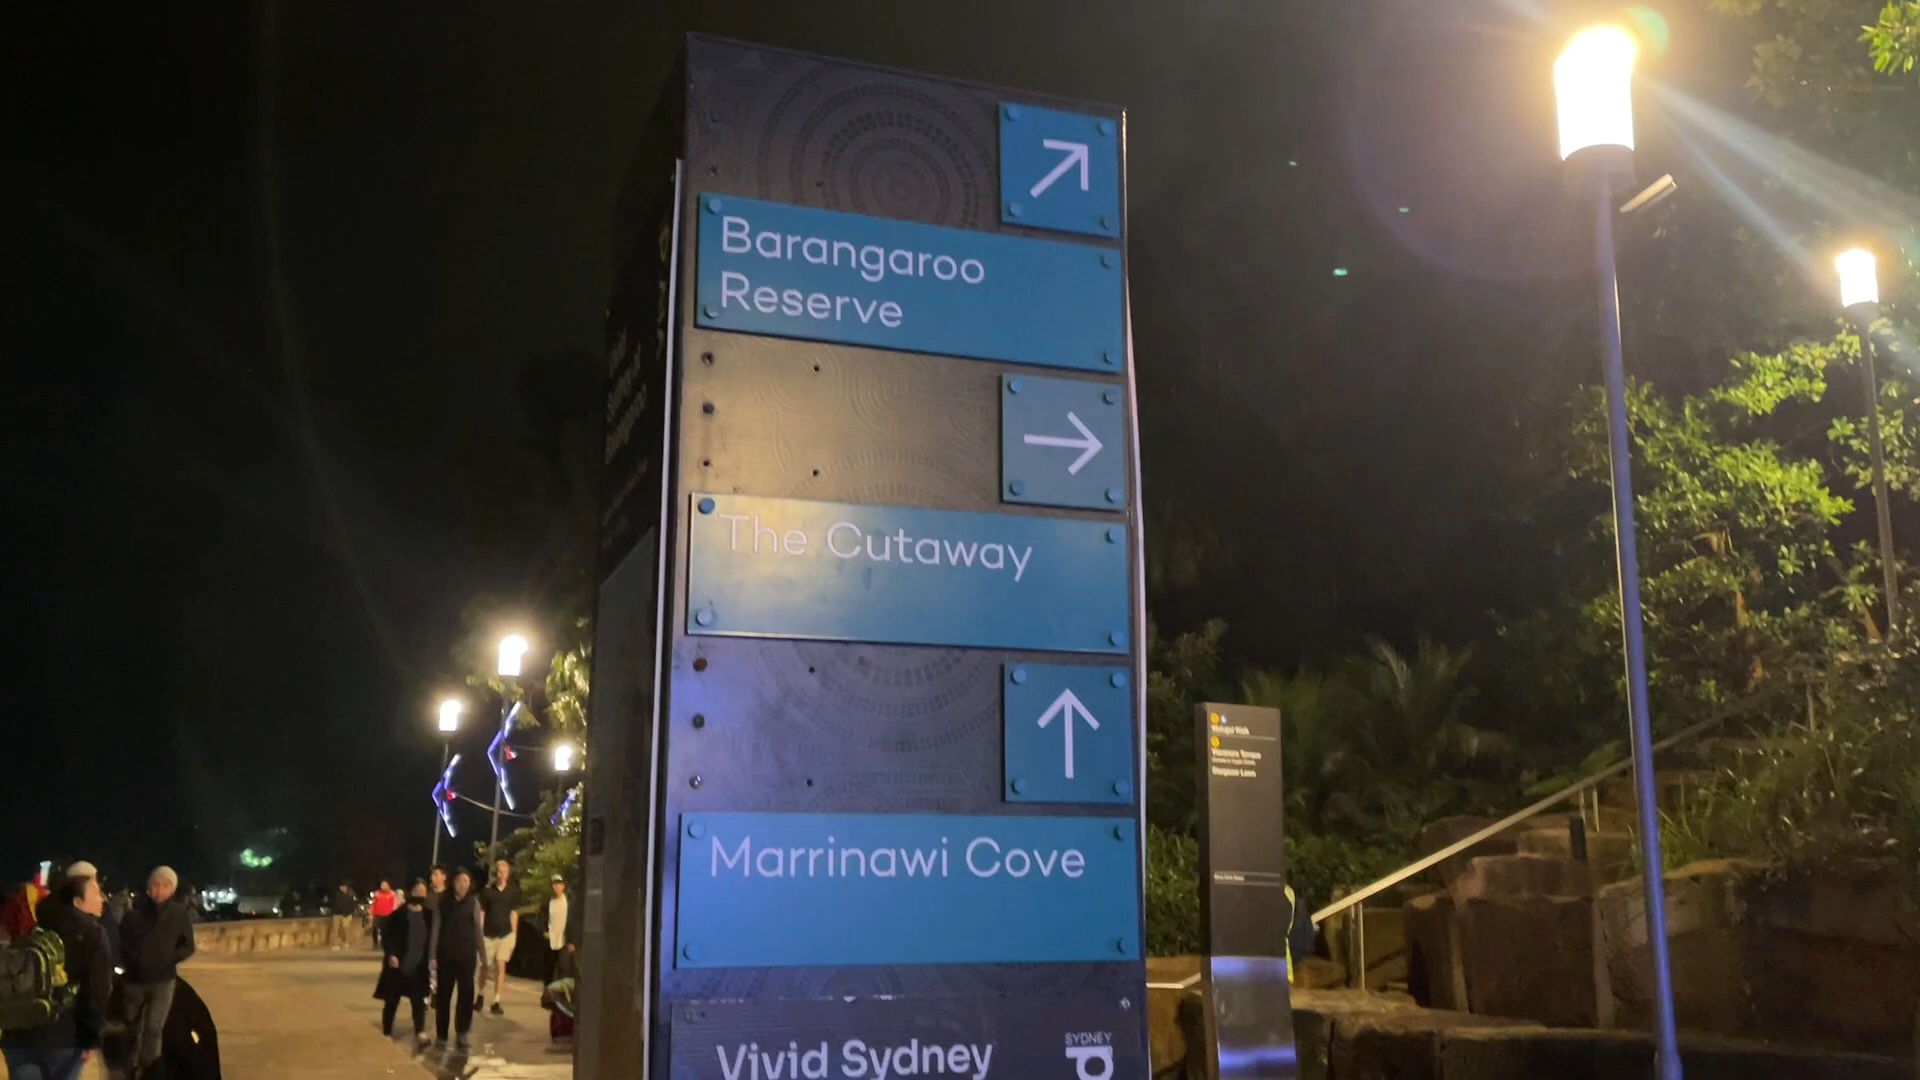 Barangaroo
Reserve
The Cutaway
Marrinawi Cove
Vivid Sydney
SYDNEY